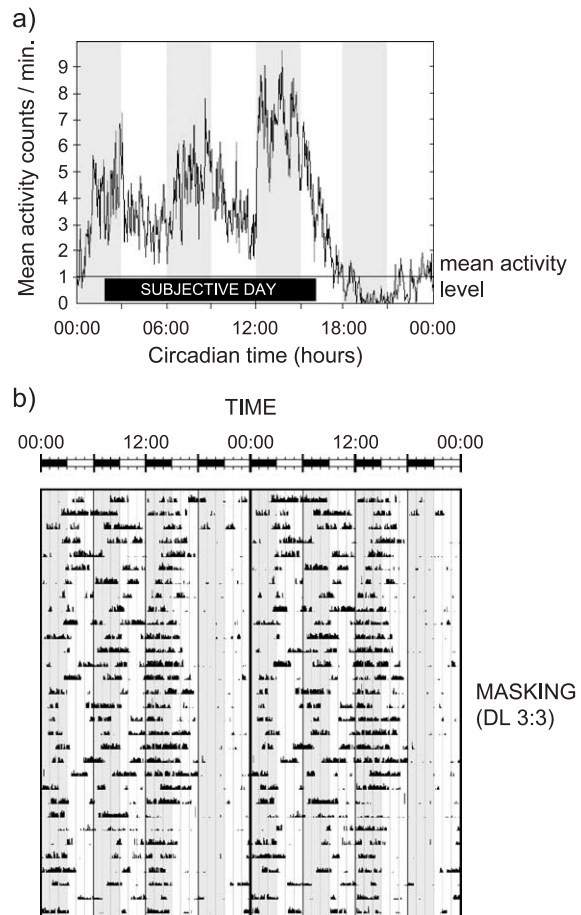 a)
Mean activity counts / min.
9
8
7
6
5
4
3
2
1
0
SUBJECTIVE DAY
mean activity
level
00:00 06:00 12:00 18:00 00:00
Circadian time (hours)
b)
TIME
00:00 12:00 00:00 12:00 00:00
MASKING
(DL 3:3)